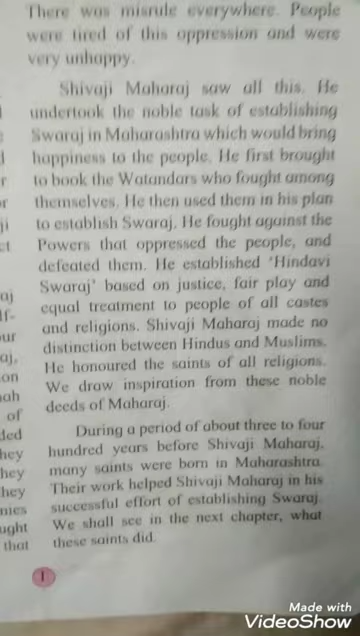 There was misrule everywhere. People
were tired of this oppression and were
very unhappy.
Shivaji Maharaj saw all this. He
undertook the noble task of establishing
Swaraj in Maharashtra which would bring
happiness to the people. He first brought
to book the Watandars who fought among
themselves. He then used them in his plan
to establish Swaraj. He fought against the
Powers that oppressed the people, and
defeated them. He established 'Hindavi
Swaraj' based on justice, fair play and
equal treatment to people of all castes
and religions. Shivaji Maharaj made no
distinction between Hindus and Muslims.
He honoured the saints of all religions.
We draw inspiration from these noble
deeds of Maharaj.
During a period of about three to four
hundred years before Shivaji Maharaj,
many saints were born in Maharashtra.
Their work helped Shivaji Maharaj in his
successful effort of establishing Swaraj.
We shall see in the next chapter, what
these saints did.
1
Made with
VideoShow